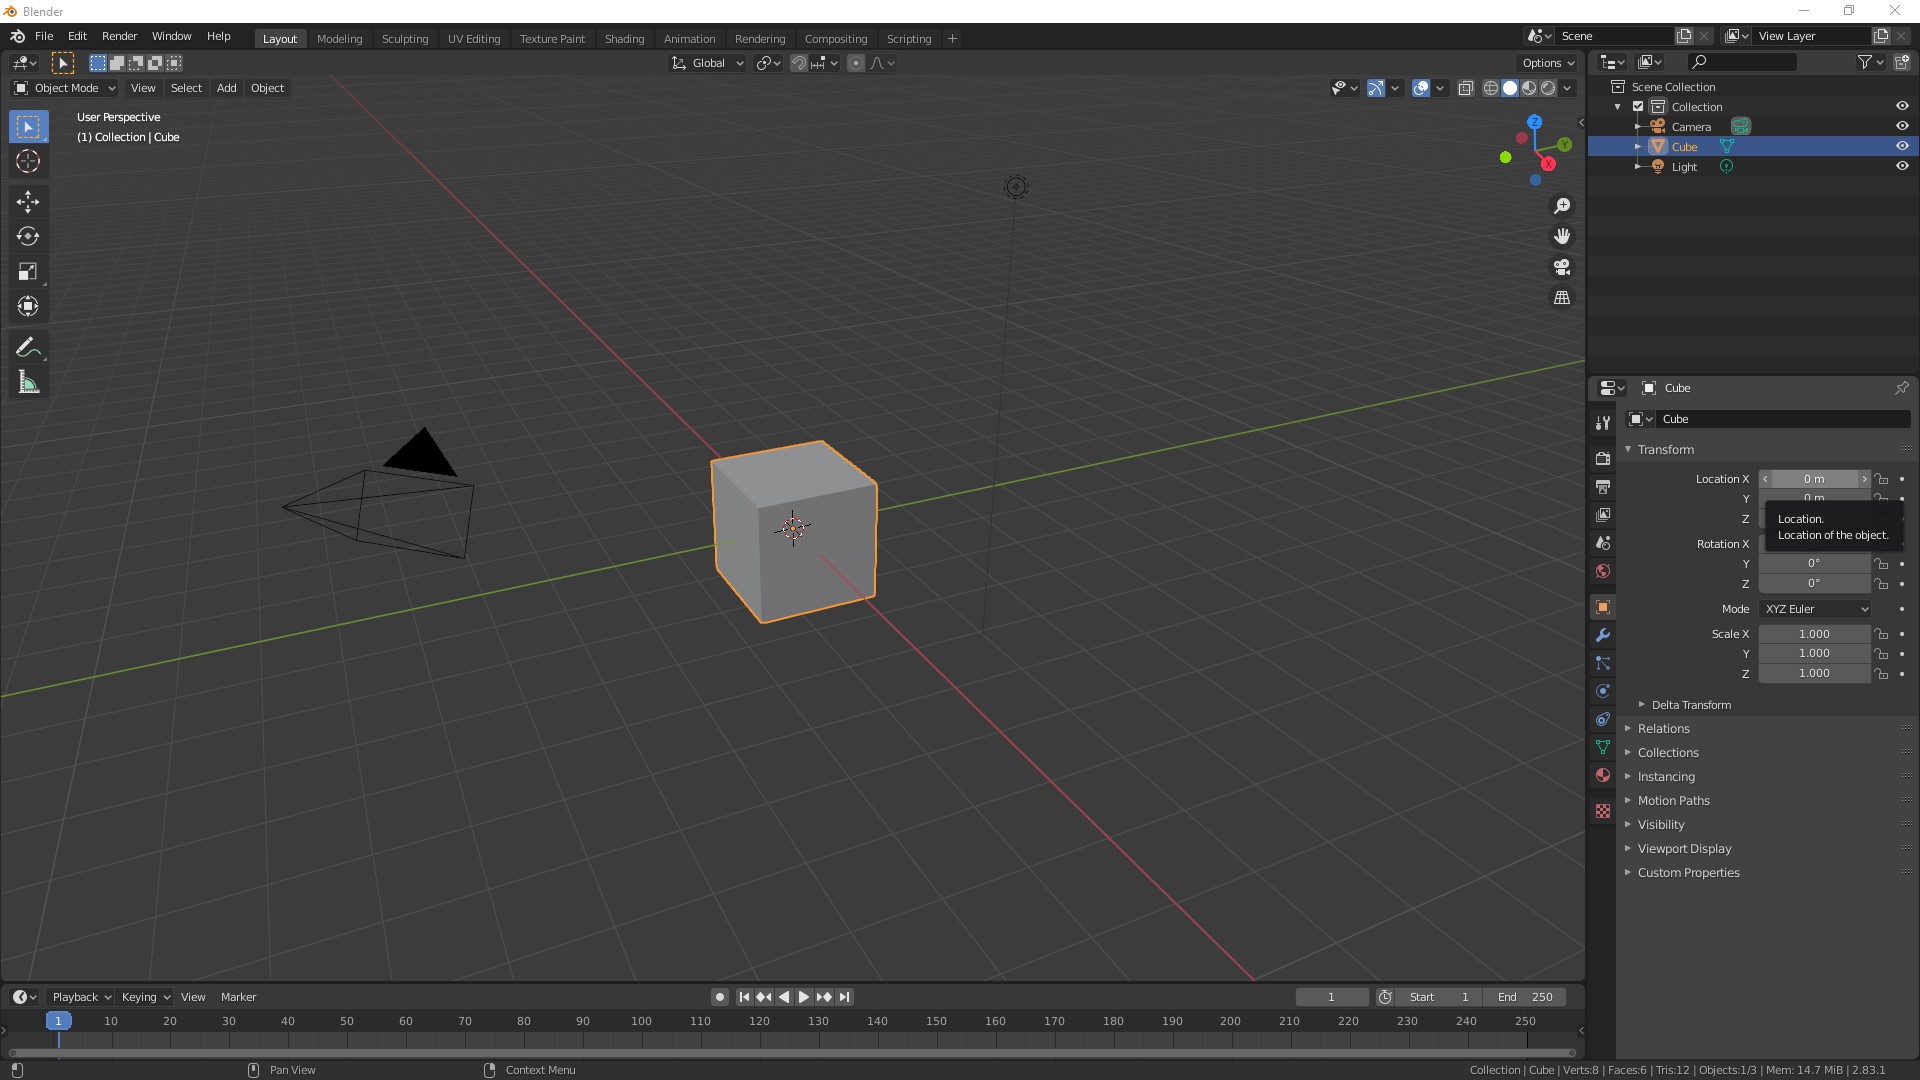 Blender
File Edit Render Window Help Layout Modeling Sculpting UV Editing Texture Paint Shading Animation Rendering Compositing Scripting + Scene View Layer
Global Options
Object Mode View Select Add Object
User Perspective
(1) Collection | Cube
Z
Y
X
Scene Collection
Collection
Camera
Cube
Light
Cube
Cube
Transform
Location X 0 m
Y 0 m
Z
Location.
Location of the object.
Rotation X
Y 0°
Z 0°
Mode XYZ Euler
Scale X 1.000
Y 1.000
Z 1.000
Delta Transform
Relations
Collections
Instancing
Motion Paths
Visibility
Viewport Display
Custom Properties
Playback Keying View Marker 1 Start 1 End 250
1 10 20 30 40 50 60 70 80 90 100 110 120 130 140 150 160 170 180 190 200 210 220 230 240 250
Pan View Context Menu Collection | Cube | Verts:8 | Faces:6 | Tris:12 | Objects:1/3 | Mem: 14.7 MiB | 2.83.1